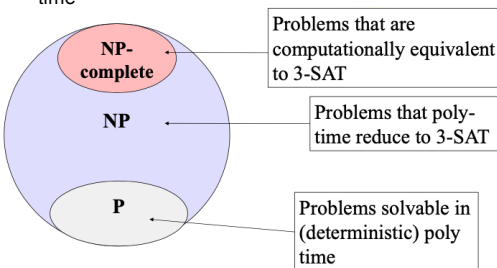 time
NP-
complete
Problems that are
computationally equivalent
to 3-SAT
NP
Problems that poly-
time reduce to 3-SAT
P
Problems solvable in
(deterministic) poly
time